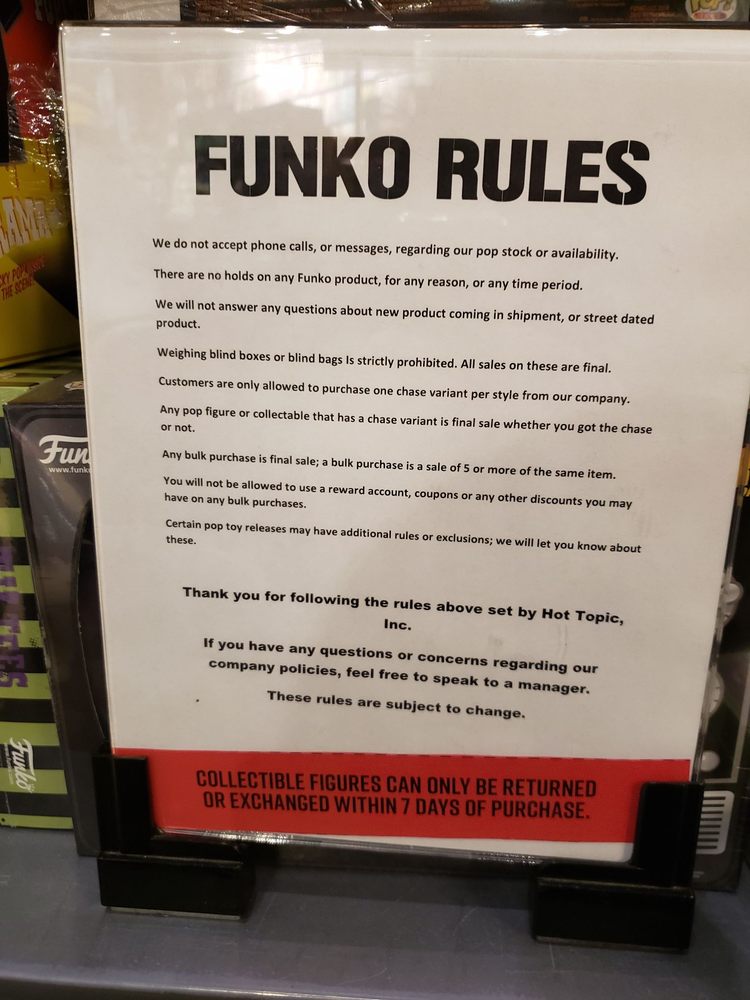 FUNKO RULES
We do not accept phone calls, or messages, regarding our pop stock or availability.
There are no holds on any Funko product, for any reason, or any time period.
We will not answer any questions about new product coming in shipment, or street dated
product.
Weighing blind boxes or blind bags Is strictly prohibited. All sales on these are final.
Customers are only allowed to purchase one chase variant per style from our company.
Any pop figure or collectable that has a chase variant is final sale whether you got the chase
or not.
Any bulk purchase is final sale; a bulk purchase is a sale of 5 or more of the same item.
You will not be allowed to use a reward account, coupons or any other discounts you may
have on any bulk purchases.
Certain pop toy releases may have additional rules or exclusions; we will let you know about
these.
Thank you for following the rules above set by Hot Topic,
Inc.
If you have any questions or concerns regarding our
company policies, feel free to speak to a manager.
These rules are subject to change.
COLLECTIBLE FIGURES CAN ONLY BE RETURNED
OR EXCHANGED WITHIN 7 DAYS OF PURCHASE.
Fun
www.funk
Funko
THE SCENE